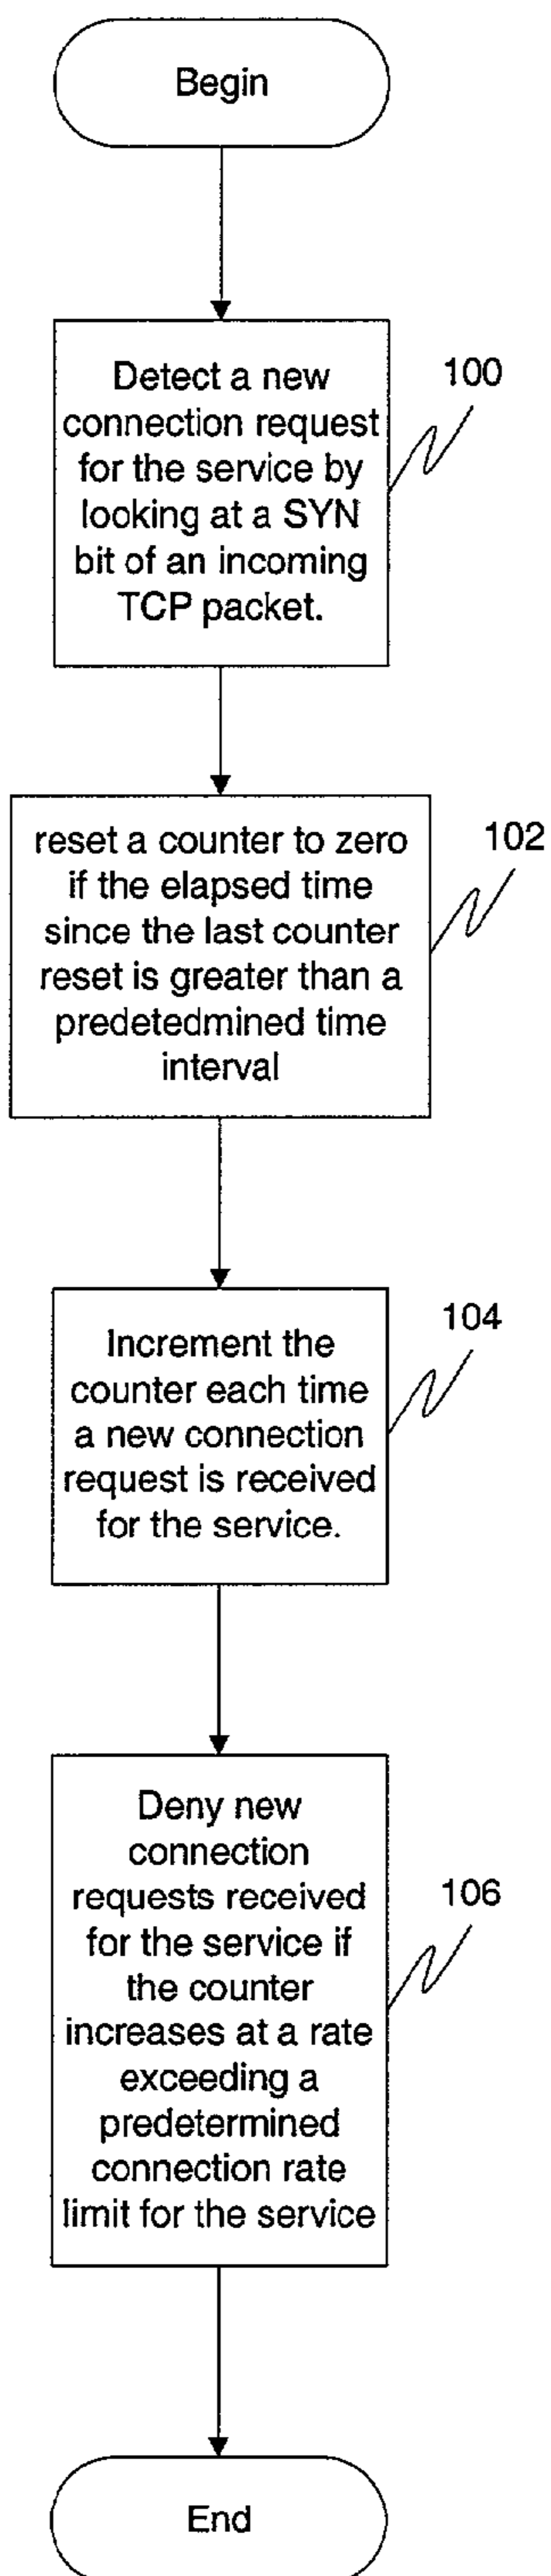 Begin
Detect a new
connection request
for the service by
looking at a SYN
bit of an incoming
TCP packet.
100
reset a counter to zero
if the elapsed time
since the last counter
reset is greater than a
predetedmined time
interval
102
Increment the
counter each time
a new connection
request is received
for the service.
104
Deny new
connection
requests received
for the service if
the counter
increases at a rate
exceeding a
predetermined
connection rate
limit for the service
106
End